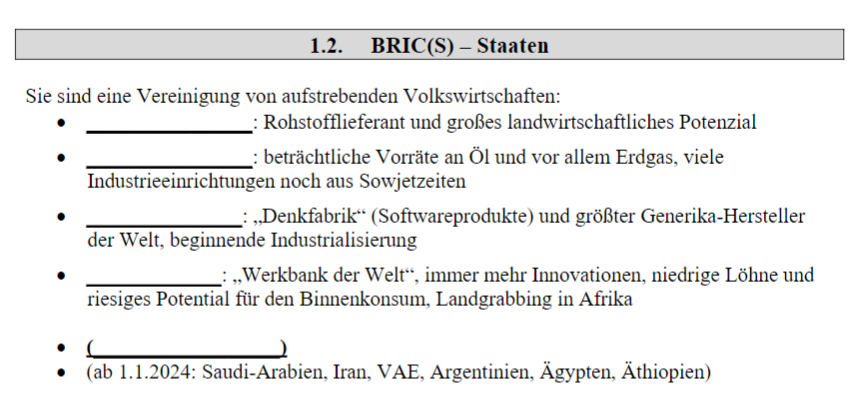 1.2. BRIC(S) – Staaten
Sie sind eine Vereinigung von aufstrebenden Volkswirtschaften:
• ________________: Rohstofflieferant und großes landwirtschaftliches Potenzial
• ________________: beträchtliche Vorräte an Öl und vor allem Erdgas, viele
Industrieeinrichtungen noch aus Sowjetzeiten
• _______________: „Denkfabrik“ (Softwareprodukte) und größter Generika-Hersteller
der Welt, beginnende Industrialisierung
• _____________: „Werkbank der Welt“, immer mehr Innovationen, niedrige Löhne und
riesiges Potential für den Binnenkonsum, Landgrabbing in Afrika
• (__________________)
• (ab 1.1.2024: Saudi-Arabien, Iran, VAE, Argentinien, Ägypten, Äthiopien)